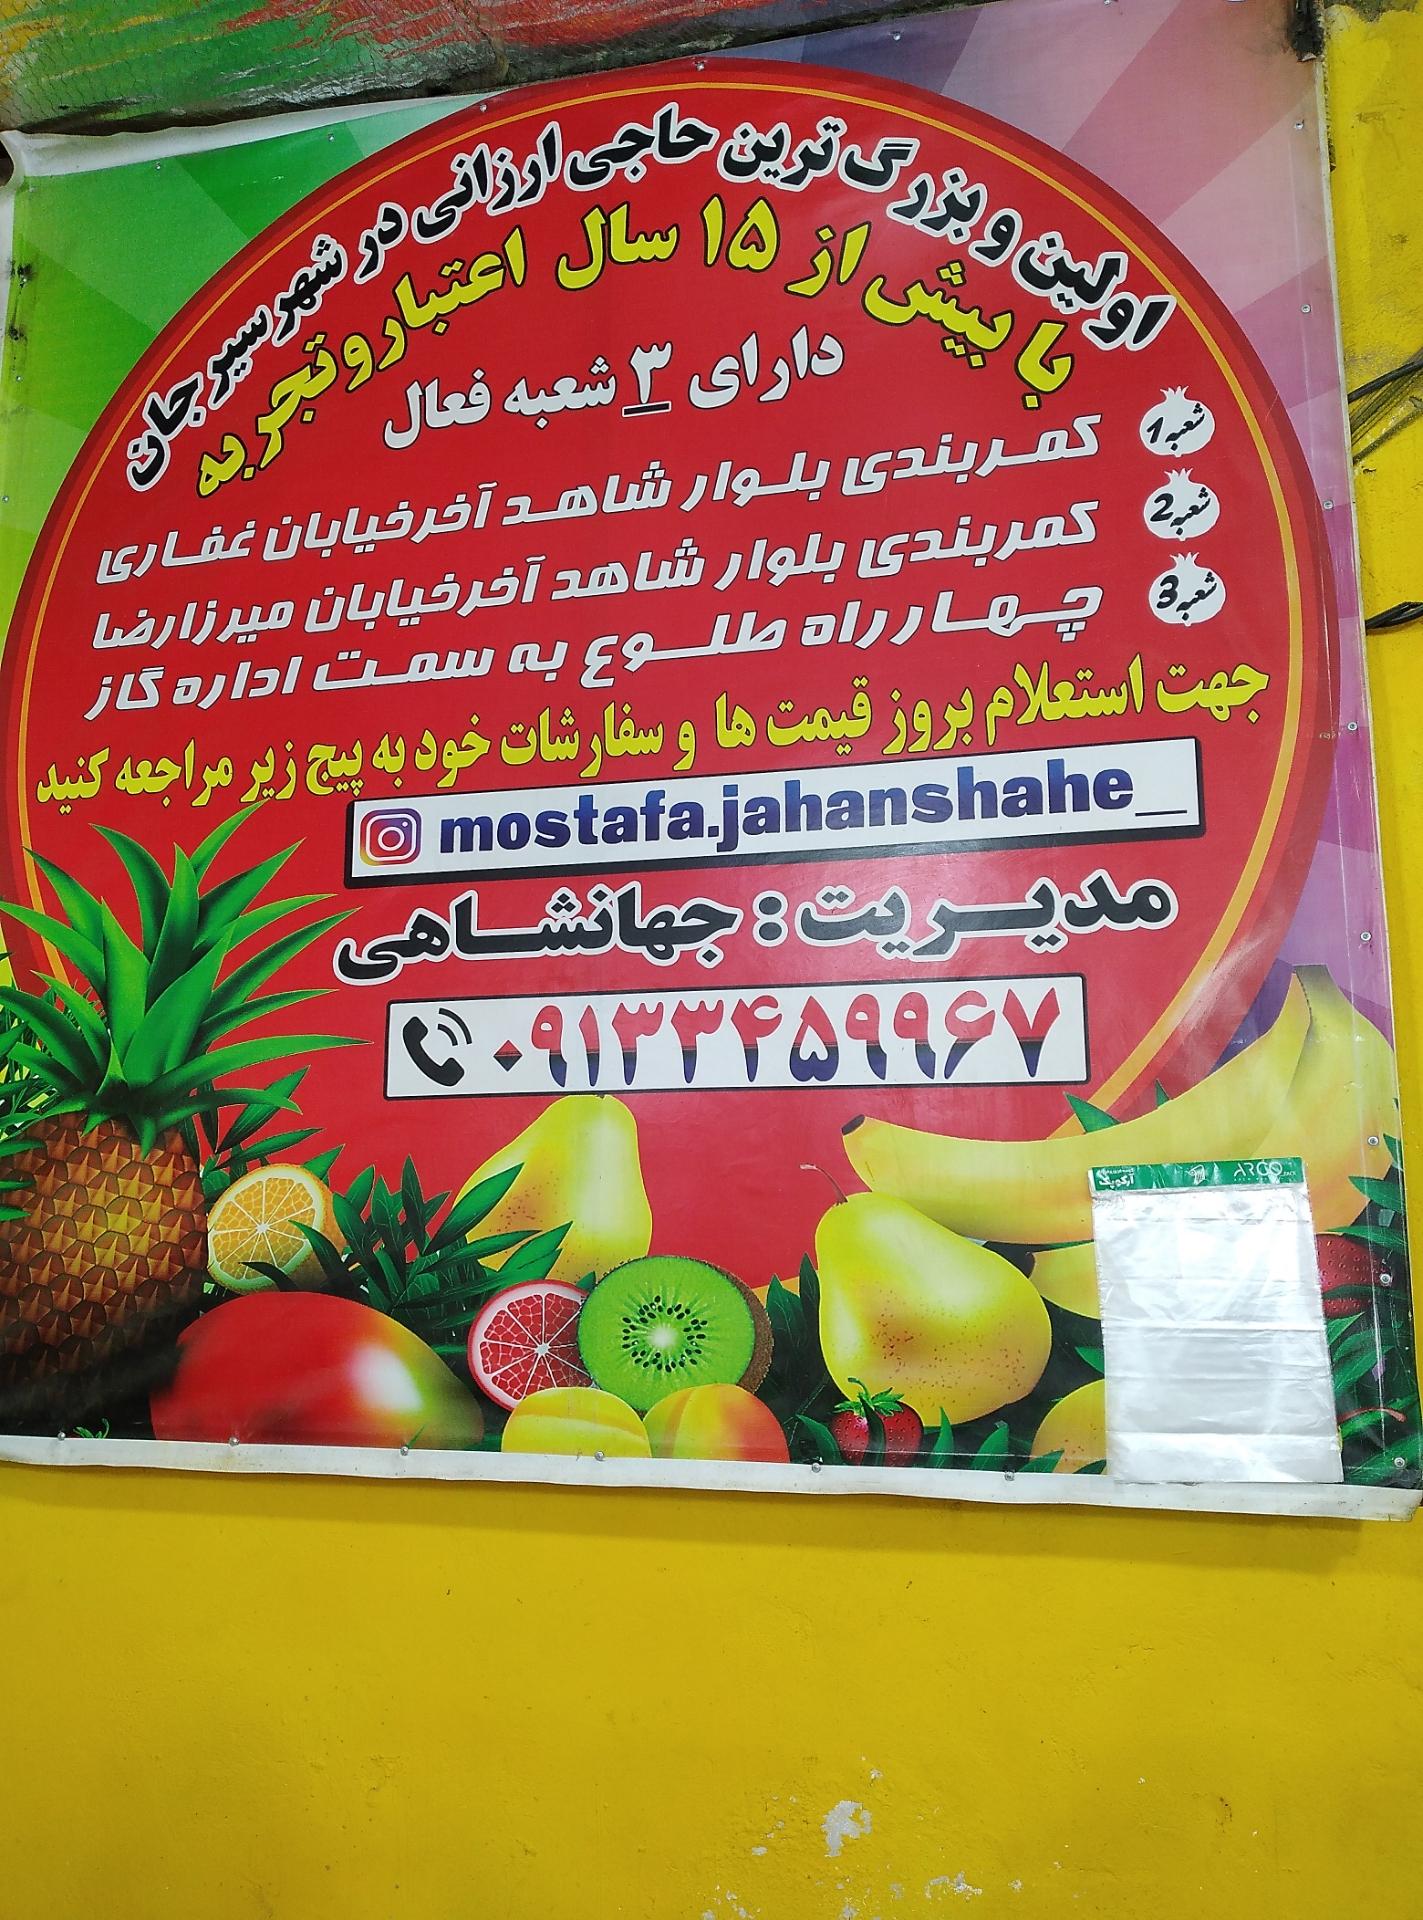 اولین و بزرگ ترین حاجی ارزانی در شهر سیرجان
با بیش از ۱۵ سال اعتبار و تجربه
دارای ۳ شعبه فعال
شعبه 1 کمربندی بلوار شاهد آخر خیابان غفاری
شعبه 2 کمربندی بلوار شاهد آخر خیابان میرزارضا
شعبه 3 چهارراه طلوع به سمت اداره گاز
جهت استعلام بروز قیمت ها و سفارشات خود به پیج زیر مراجعه کنید
mostafa.jahanshahe_
مدیریت: جهانشاهی
۰۹۱۳۳۴۵۹۹۶۷
آرکوپک ARCO